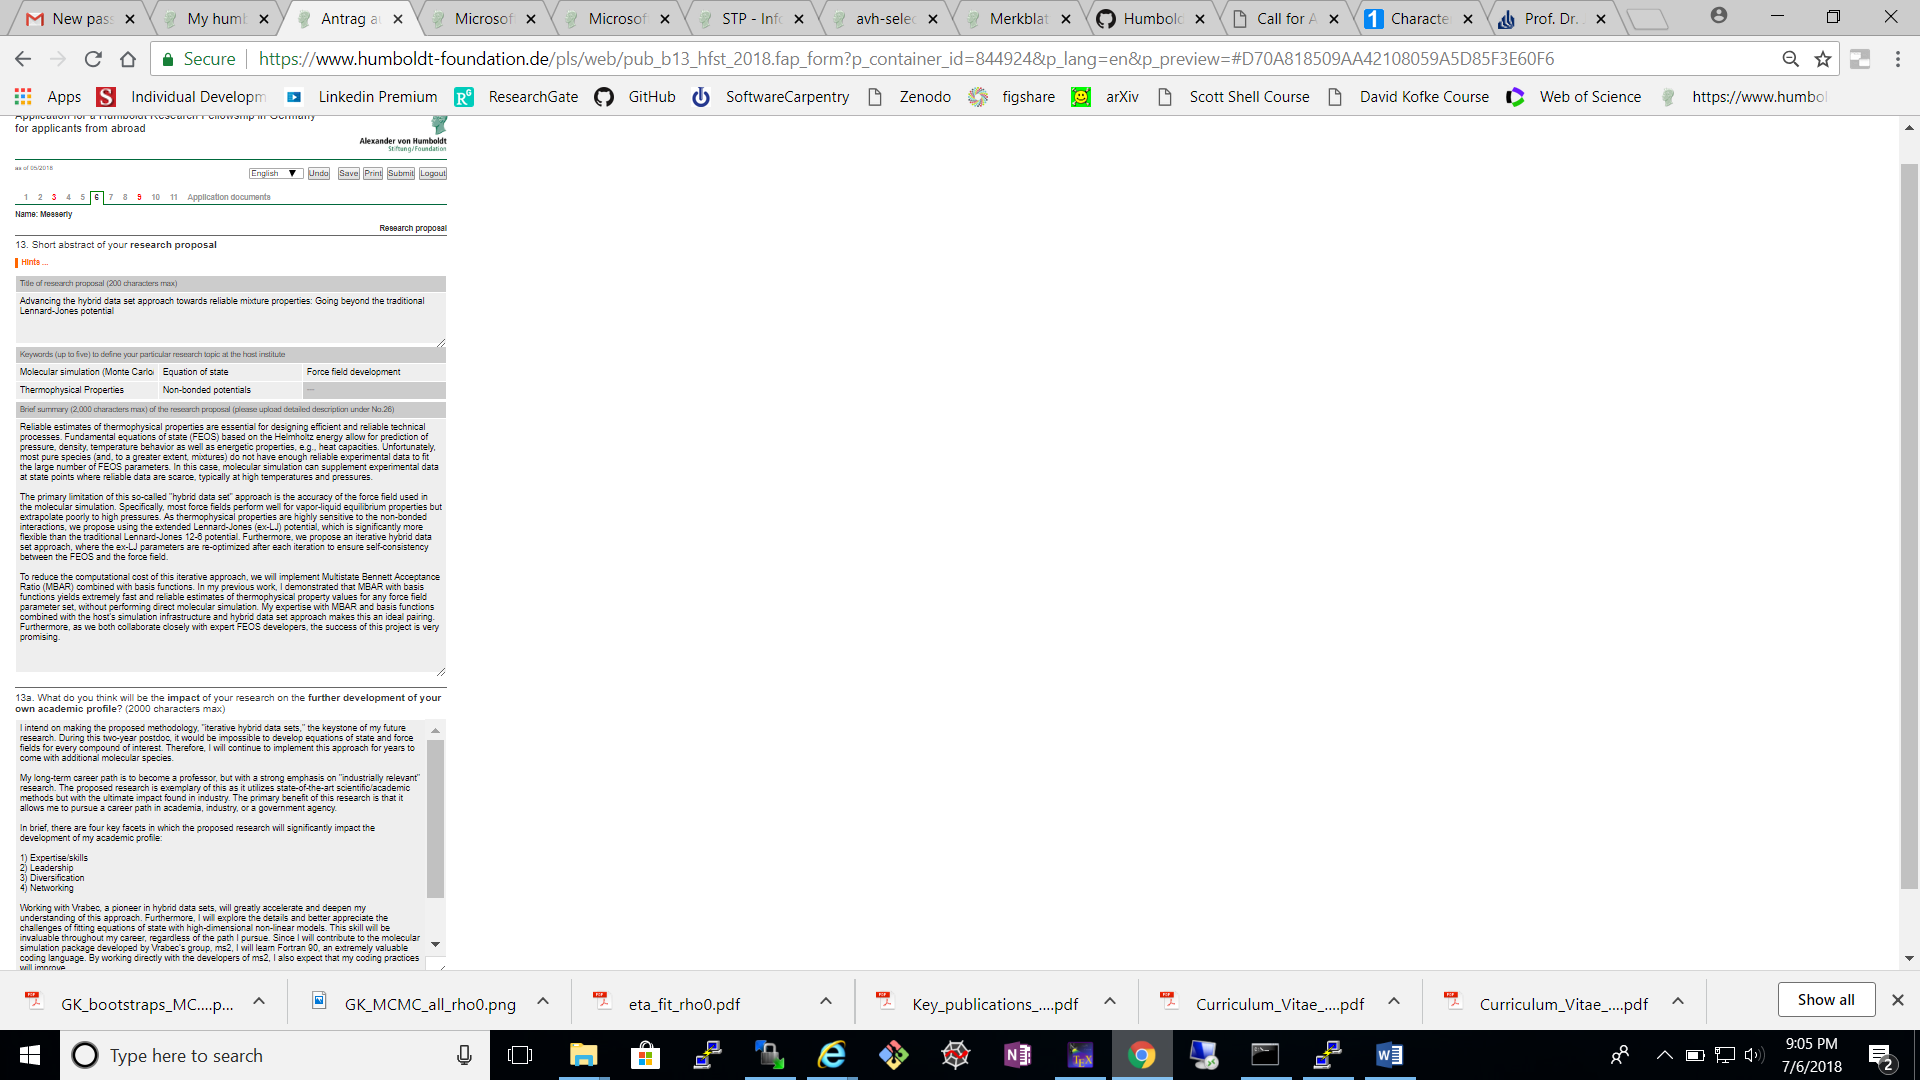 New pass
My humb
Antrag au
Microsof
Microsof
STP - Info
avh-selec
Merkblat
Humbold
Call for A
Character
Prof. Dr.
Secure
https://www.humboldt-foundation.de/pls/web/pub_b13_hfst_2018.fap_form?p_container_id=844924&p_lang=en&p_preview=#D70A818509AA42108059A5D85F3E60F6
Apps
Individual Developm
Linkedin Premium
ResearchGate
GitHub
SoftwareCarpentry
Zenodo
figshare
arXiv
Scott Shell Course
David Kofke Course
Web of Science
https://www.humbol
Application for a Humboldt Research Fellowship in Germany
for applicants from abroad
Alexander von Humboldt
Stiftung/Foundation
as of 05/2018
English ▼ Undo Save Print Submit Logout
1 2 3 4 5 6 7 8 9 10 11 Application documents
Name: Messerly
Research proposal
13. Short abstract of your research proposal
Hints ...
Title of research proposal (200 characters max)
Advancing the hybrid data set approach towards reliable mixture properties: Going beyond the traditional
Lennard-Jones potential
Keywords (up to five) to define your particular research topic at the host institute
Molecular simulation (Monte Carlo
Equation of state
Force field development
Thermophysical Properties
Non-bonded potentials
---
Brief summary (2,000 characters max) of the research proposal (please upload detailed description under No.26)
Reliable estimates of thermophysical properties are essential for designing efficient and reliable technical
processes. Fundamental equations of state (FEOS) based on the Helmholtz energy allow for prediction of
pressure, density, temperature behavior as well as energetic properties, e.g., heat capacities. Unfortunately,
most pure species (and, to a greater extent, mixtures) do not have enough reliable experimental data to fit
the large number of FEOS parameters. In this case, molecular simulation can supplement experimental data
at state points where reliable data are scarce, typically at high temperatures and pressures.
The primary limitation of this so-called "hybrid data set" approach is the accuracy of the force field used in
the molecular simulation. Specifically, most force fields perform well for vapor-liquid equilibrium properties but
extrapolate poorly to high pressures. As thermophysical properties are highly sensitive to the non-bonded
interactions, we propose using the extended Lennard-Jones (ex-LJ) potential, which is significantly more
flexible than the traditional Lennard-Jones 12-6 potential. Furthermore, we propose an iterative hybrid data
set approach, where the ex-LJ parameters are re-optimized after each iteration to ensure self-consistency
between the FEOS and the force field.
To reduce the computational cost of this iterative approach, we will implement Multistate Bennett Acceptance
Ratio (MBAR) combined with basis functions. In my previous work, I demonstrated that MBAR with basis
functions yields extremely fast and reliable estimates of thermophysical property values for any force field
parameter set, without performing direct molecular simulation. My expertise with MBAR and basis functions
combined with the host's simulation infrastructure and hybrid data set approach makes this an ideal pairing.
Furthermore, as we both collaborate closely with expert FEOS developers, the success of this project is very
promising.
13a. What do you think will be the impact of your research on the further development of your
own academic profile? (2000 characters max)
I intend on making the proposed methodology, "iterative hybrid data sets," the keystone of my future
research. During this two-year postdoc, it would be impossible to develop equations of state and force
fields for every compound of interest. Therefore, I will continue to implement this approach for years to
come with additional molecular species.
My long-term career path is to become a professor, but with a strong emphasis on "industrially relevant"
research. The proposed research is exemplary of this as it utilizes state-of-the-art scientific/academic
methods but with the ultimate impact found in industry. The primary benefit of this research is that it
allows me to pursue a career path in academia, industry, or a government agency.
In brief, there are four key facets in which the proposed research will significantly impact the
development of my academic profile:
1) Expertise/skills
2) Leadership
3) Diversification
4) Networking
Working with Vrabec, a pioneer in hybrid data sets, will greatly accelerate and deepen my
understanding of this approach. Furthermore, I will explore the details and better appreciate the
challenges of fitting equations of state with high-dimensional non-linear models. This skill will be
invaluable throughout my career, regardless of the path I pursue. Since I will contribute to the molecular
simulation package developed by Vrabec's group, ms2, I will learn Fortran 90, an extremely valuable
coding language. By working directly with the developers of ms2, I also expect that my coding practices
will improve
GK_bootstraps_MC....p...
GK_MCMC_all_rho0.png
eta_fit_rho0.pdf
Key_publications_....pdf
Curriculum_Vitae_....pdf
Curriculum_Vitae_....pdf
Show all
Type here to search
9:05 PM
7/6/2018
2